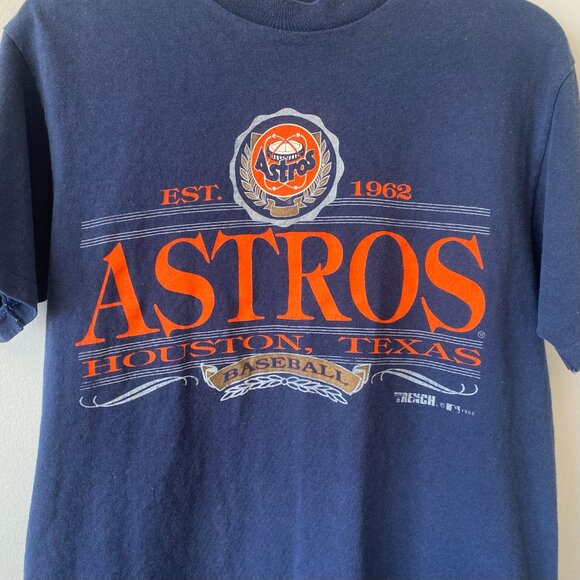 Astros
EST. 1962
ASTROS ®
HOUSTON, TEXAS
BASEBALL
TRENCH